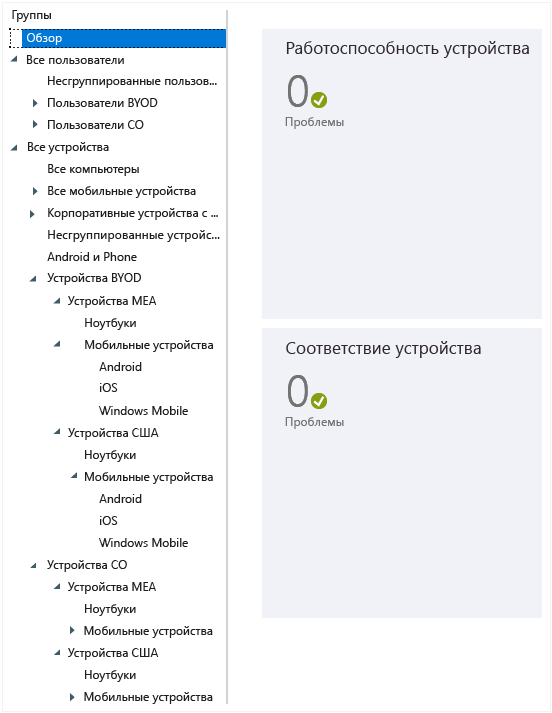 Группы
Обзор
Все пользователи
Несгруппированные пользов...
Пользователи BYOD
Пользователи CO
Все устройства
Все компьютеры
Все мобильные устройства
Корпоративные устройства с ...
Несгруппированные устройс...
Android и Phone
Устройства BYOD
Устройства MEA
Ноутбуки
Мобильные устройства
Android
iOS
Windows Mobile
Устройства США
Ноутбуки
Мобильные устройства
Android
iOS
Windows Mobile
Устройства CO
Устройства MEA
Ноутбуки
Мобильные устройства
Устройства США
Ноутбуки
Мобильные устройства
Работоспособность устройства
0
Проблемы
Соответствие устройства
0
Проблемы